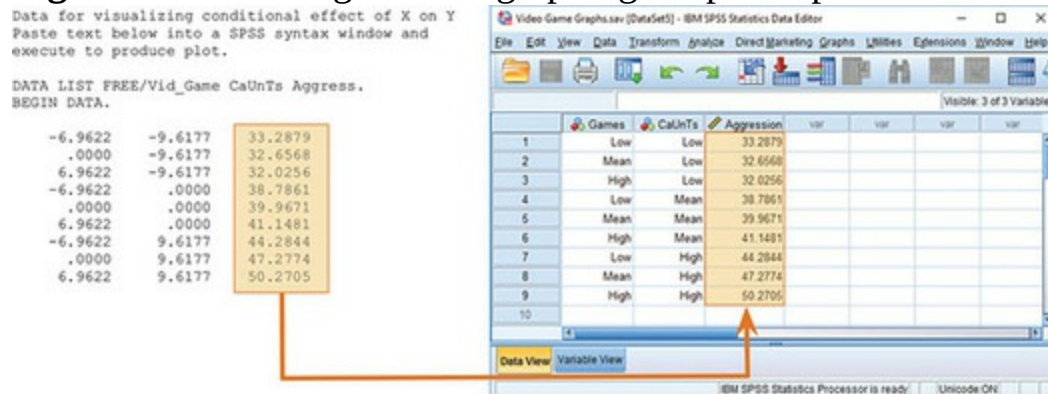 Data for visualizing conditional effect of X on Y
Paste text below into a SPSS syntax window and
execute to produce plot.
DATA LIST FREE/Vid_Game CaUnTs Aggress.
BEGIN DATA.
-6.9622 -9.6177 33.2879
.0000 -9.6177 32.6568
6.9622 -9.6177 32.0256
-6.9622 .0000 38.7861
.0000 .0000 39.9671
6.9622 .0000 41.1481
-6.9622 9.6177 44.2844
.0000 9.6177 47.2774
6.9622 9.6177 50.2705
Video Game Graphs.sav [DataSet5] - IBM SPSS Statistics Data Editor
File Edit View Data Transform Analyze Direct Marketing Graphs Utilities Extensions Window Help
Visible: 3 of 3 Variable
Games CaUnTs Aggression var var var var
1 Low Low 33.2879
2 Mean Low 32.6568
3 High Low 32.0256
4 Low Mean 38.7861
5 Mean Mean 39.9671
6 High Mean 41.1481
7 Low High 44.2844
8 Mean High 47.2774
9 High High 50.2705
10
Data View Variable View
IBM SPSS Statistics Processor is ready Unicode:ON